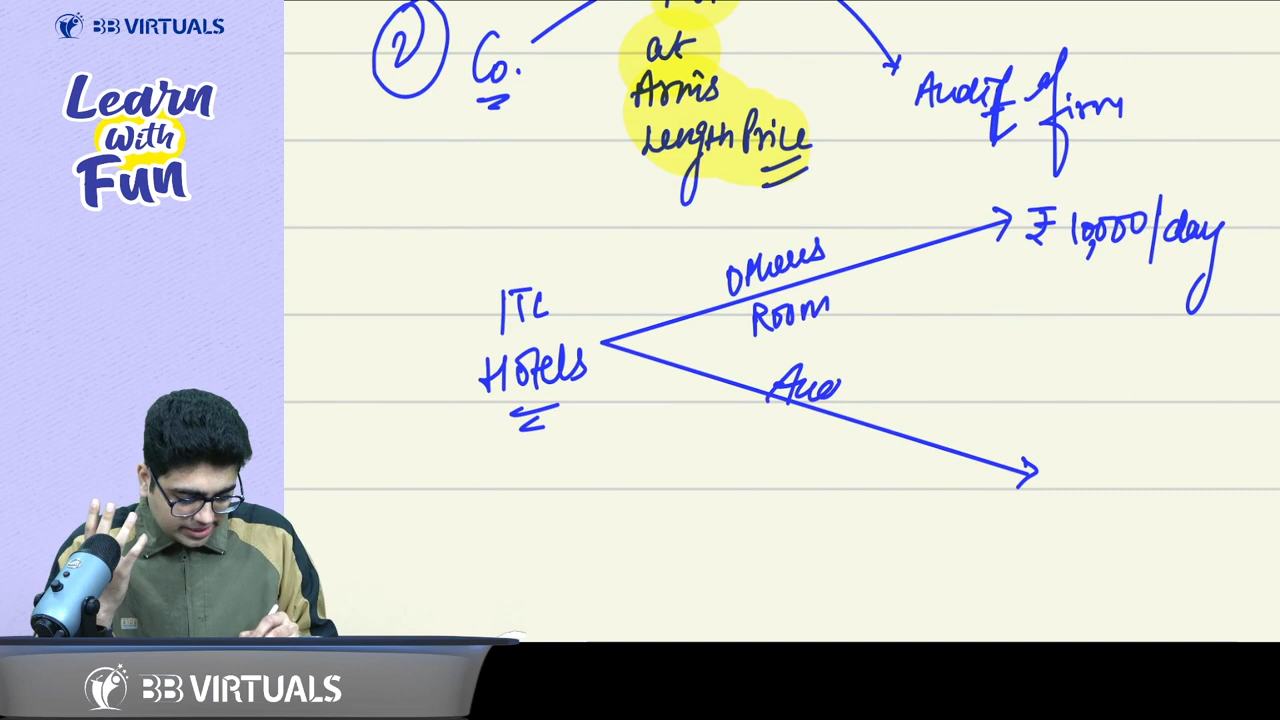 BB VIRTUALS
Learn
with
Fun
2
Co.
at
Arm's
Length Price
Audit firm
ITC
Hotels
Others
Room
₹ 10,000/day
Aud
BB VIRTUALS